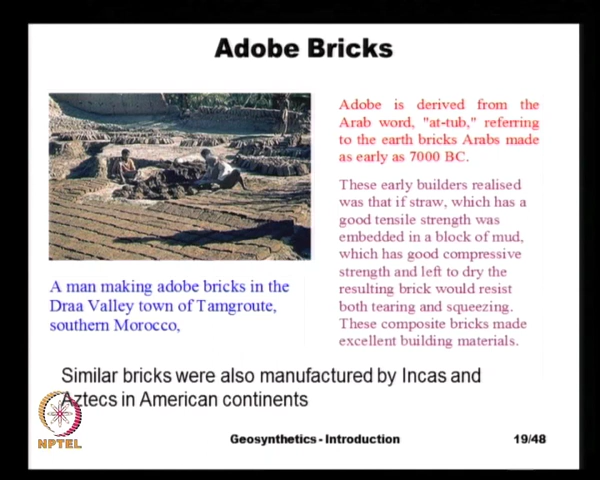 Adobe Bricks
Adobe is derived from the
Arab word, "at-tub," referring
to the earth bricks Arabs made
as early as 7000 BC.
These early builders realised
was that if straw, which has a
good tensile strength was
embedded in a block of mud,
which has good compressive
strength and left to dry the
resulting brick would resist
both tearing and squeezing.
These composite bricks made
excellent building materials.
A man making adobe bricks in the
Draa Valley town of Tamgroute,
southern Morocco,
Similar bricks were also manufactured by Incas and
Aztecs in American continents
NPTEL
Geosynthetics - Introduction
19/48